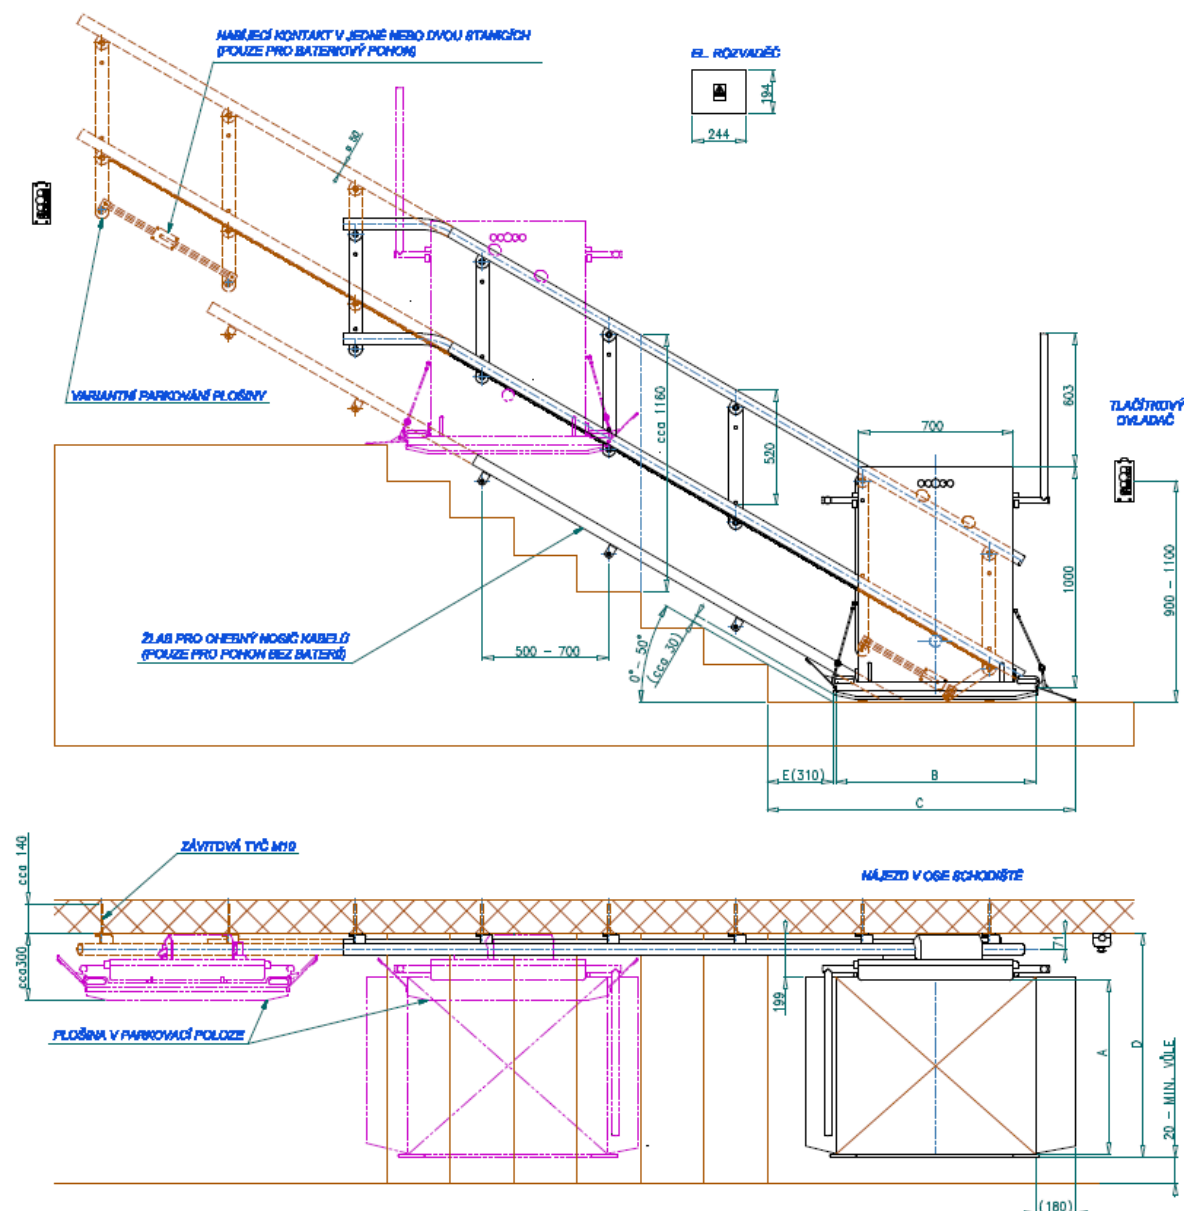 NABÍJECÍ KONTAKT V JEDNÉ NEBO DVOU STANICÍCH
(POUZE PRO BATERIOVÝ POHON)
EL. ROZVADĚČ
194
244
ø 50
VARIANTNÍ PARKOVÁNÍ PLOŠINY
cca 1160
520
700
603
TLAČÍTKOVÝ
OVLADAČ
1000
900 - 1100
ŽLAB PRO OHEBNÝ NOSIČ KABELŮ
(POUZE PRO POHON BEZ BATERIÍ)
500 - 700
0°- 50°
(cca 30)
E(310)
B
C
cca 140
ZÁVITOVÁ TYČ M10
NÁJEZD V OSE SCHODIŠTĚ
cca300
71
199
PLOŠINA V PARKOVACÍ POLOZE
A
D
20 - MIN. VŮLE
(180)